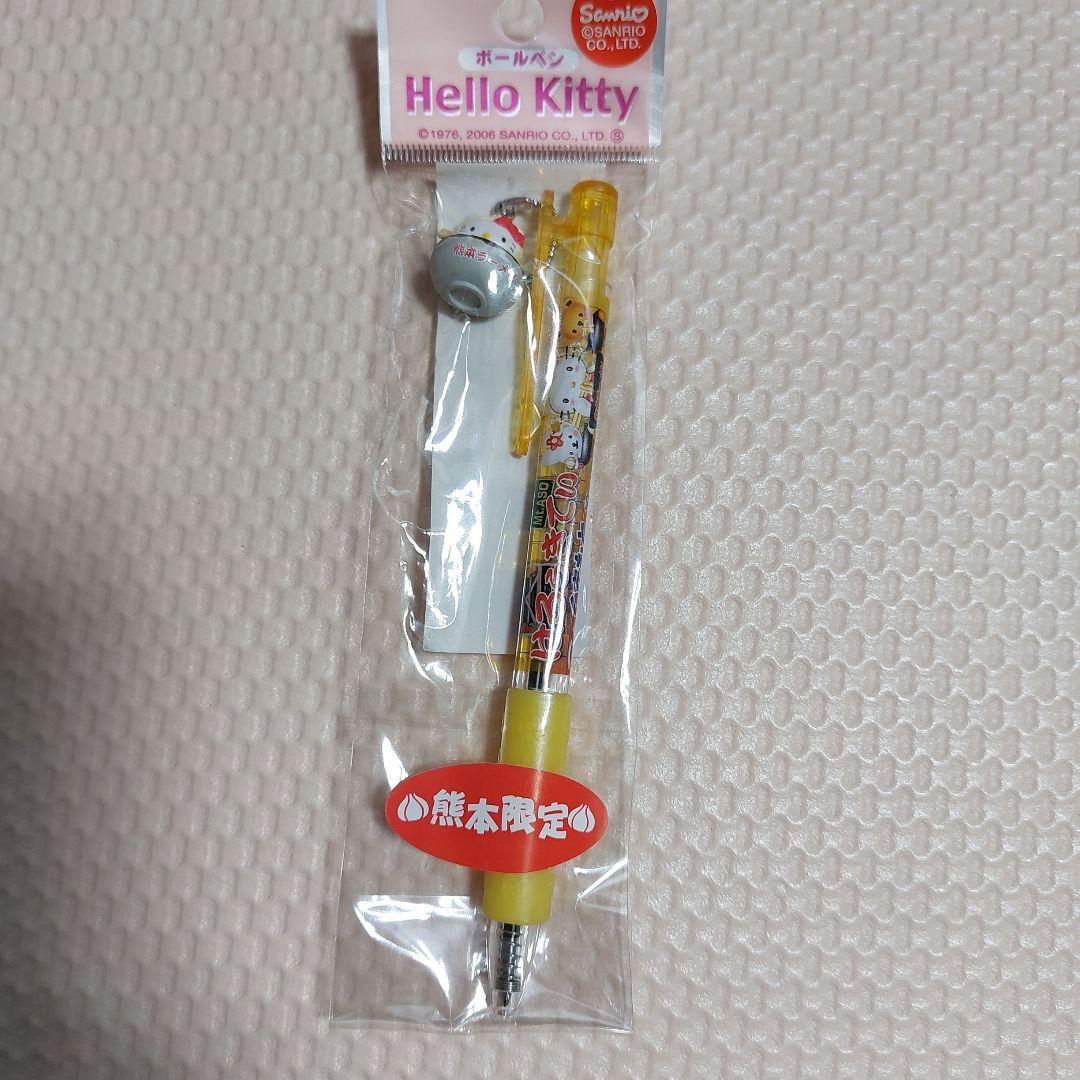 Sanrio
©SANRIO
CO., LTD.
ボールペン
Hello Kitty
©1976, 2006 SANRIO CO., LTD. Ⓢ
熊本ラーメン
Mt.ASO
熊本限定